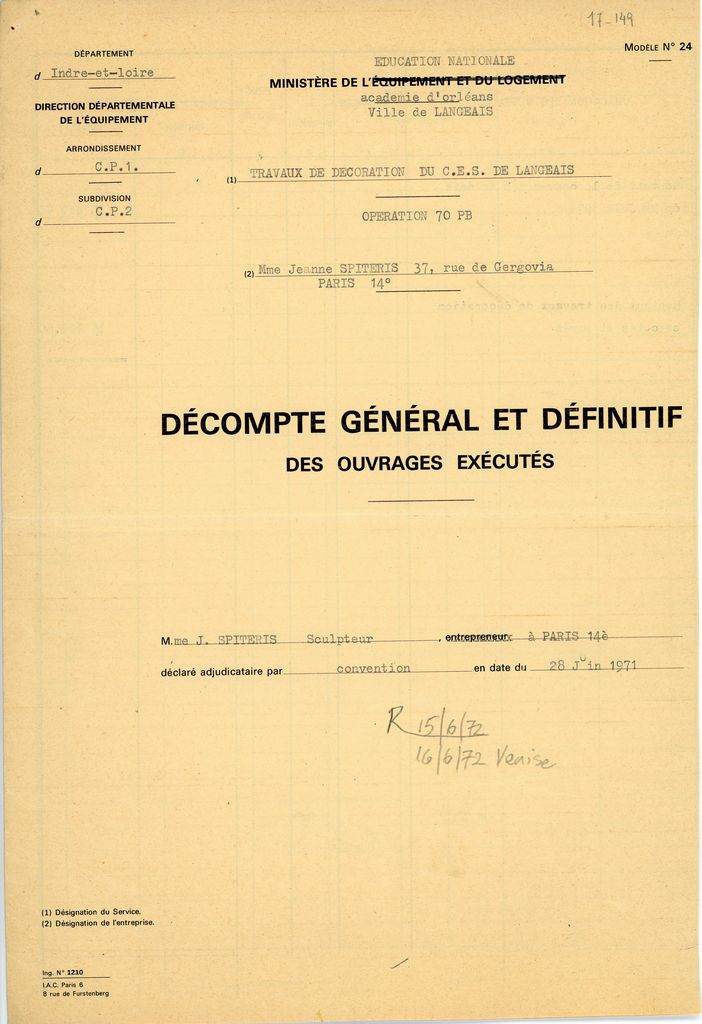 17-149
MODÈLE N° 24
DÉPARTEMENT
d Indre-et-loire
DIRECTION DÉPARTEMENTALE
DE L'ÉQUIPEMENT
ARRONDISSEMENT
d C.P.1.
SUBDIVISION
C.P.2
d
EDUCATION NATIONALE
MINISTÈRE DE L'ÉQUIPEMENT ET DU LOGEMENT
academie d'orléans
Ville de LANGEAIS
(1) TRAVAUX DE DECORATION DU C.E.S. DE LANGEAIS
OPERATION 70 PB
(2) Mme Jeanne SPITERIS 37, rue de Gergovia
PARIS 14°
DÉCOMPTE GÉNÉRAL ET DÉFINITIF
DES OUVRAGES EXÉCUTÉS
M.me J. SPITERIS Sculpteur , entrepreneur à PARIS 14è
déclaré adjudicataire par convention en date du 28 Juin 1971
R 15/6/72
16/6/72 Venise
(1) Désignation du Service.
(2) Désignation de l'entreprise.
Ing. N° 1210
I.A.C. Paris 6
8 rue de Furstenberg